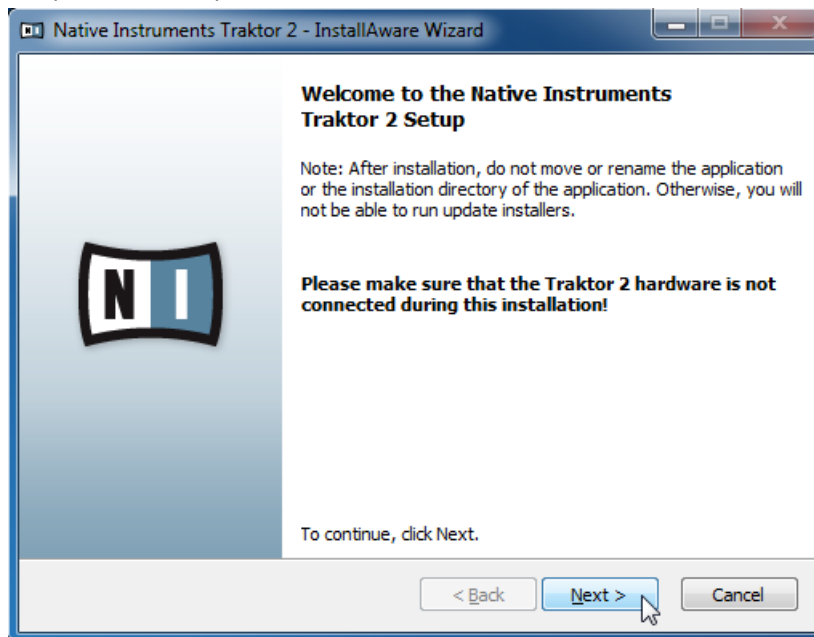 Native Instruments Traktor 2 - InstallAware Wizard
Welcome to the Native Instruments
Traktor 2 Setup
Note: After installation, do not move or rename the application
or the installation directory of the application. Otherwise, you will
not be able to run update installers.
N I
Please make sure that the Traktor 2 hardware is not
connected during this installation!
To continue, click Next.
< Back Next > Cancel